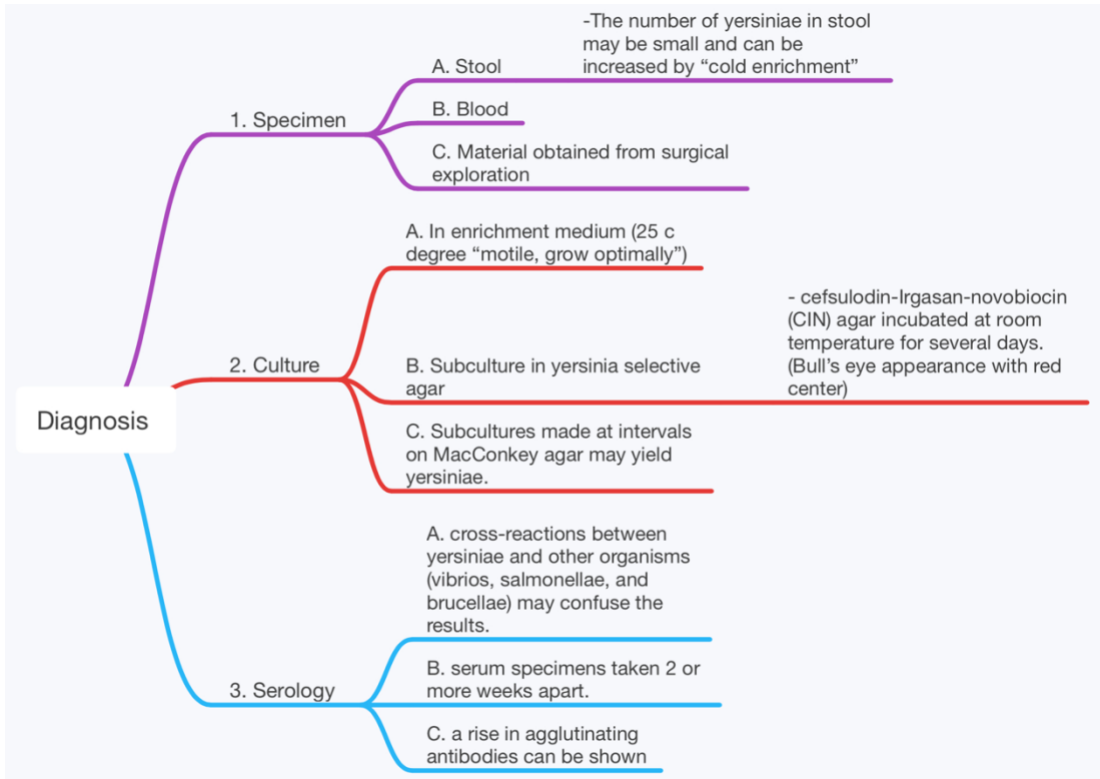 Diagnosis
1. Specimen
A. Stool
-The number of yersiniae in stool
may be small and can be
increased by “cold enrichment”
B. Blood
C. Material obtained from surgical
exploration
2. Culture
A. In enrichment medium (25 c
degree “motile, grow optimally”)
B. Subculture in yersinia selective
agar
- cefsulodin-Irgasan-novobiocin
(CIN) agar incubated at room
temperature for several days.
(Bull’s eye appearance with red
center)
C. Subcultures made at intervals
on MacConkey agar may yield
yersiniae.
3. Serology
A. cross-reactions between
yersiniae and other organisms
(vibrios, salmonellae, and
brucellae) may confuse the
results.
B. serum specimens taken 2 or
more weeks apart.
C. a rise in agglutinating
antibodies can be shown